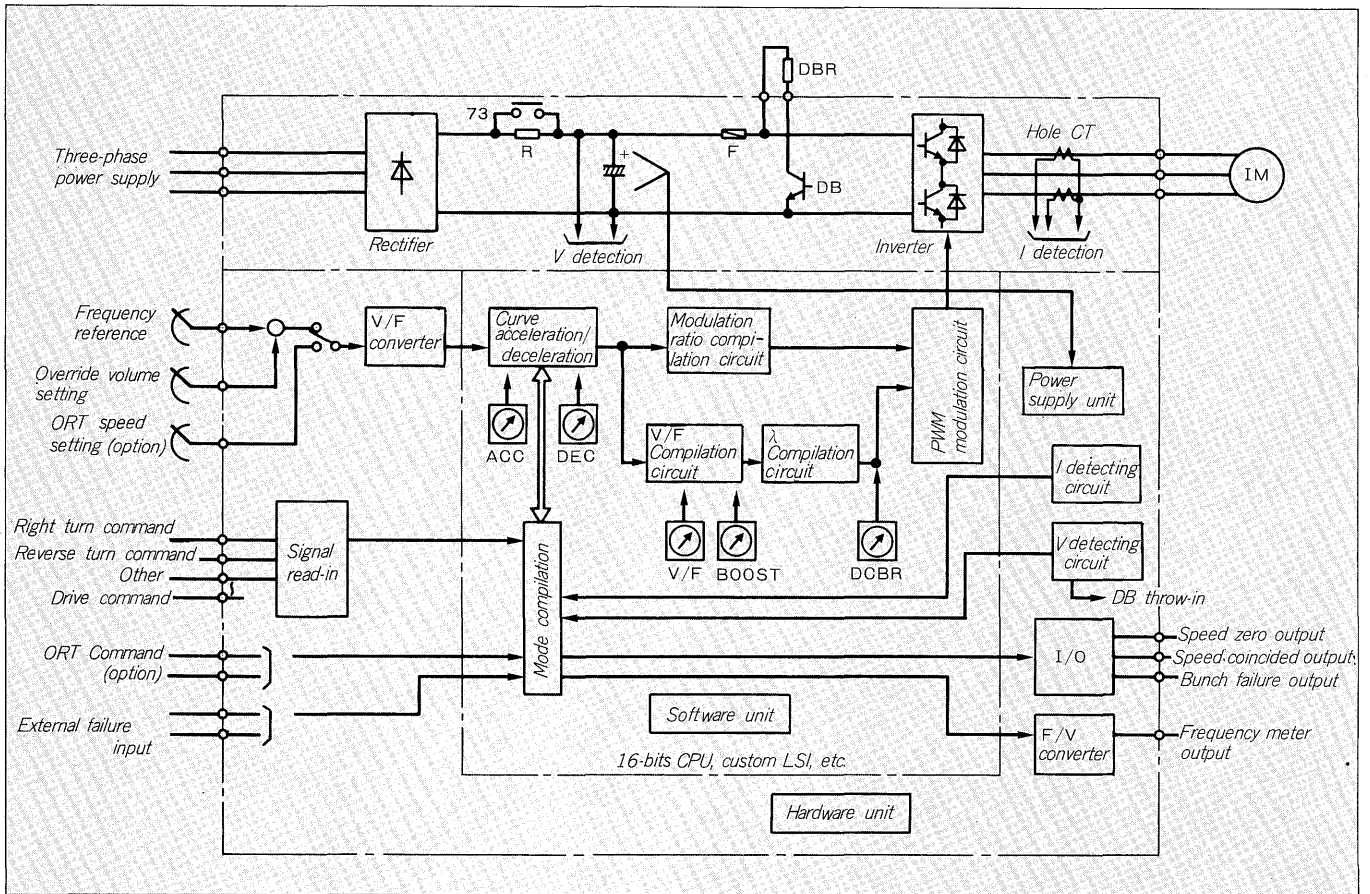 DBR
73
R
F
DB
+
Hole CT
IM
Three-phase
power supply
Rectifier
V detection
Inverter
I detection
Frequency
reference
Override volume
setting
ORT speed
setting (option)
V/F
converter
Curve
acceleration/
deceleration
Modulation
ratio compi-
lation circuit
PWM
modulation circuit
Power
supply unit
ACC
DEC
V/F
Compilation
circuit
λ
Compilation
circuit
V/F
BOOST
DCBR
I detecting
circuit
V detecting
circuit
DB throw-in
Right turn command
Reverse turn command
Other
Drive command
Signal
read-in
Mode compilation
ORT Command
(option)
External failure
input
I/O
Speed zero output
Speed coincided output
Bunch failure output
F/V
converter
Frequency meter
output
Software unit
16-bits CPU, custom LSI, etc.
Hardware unit